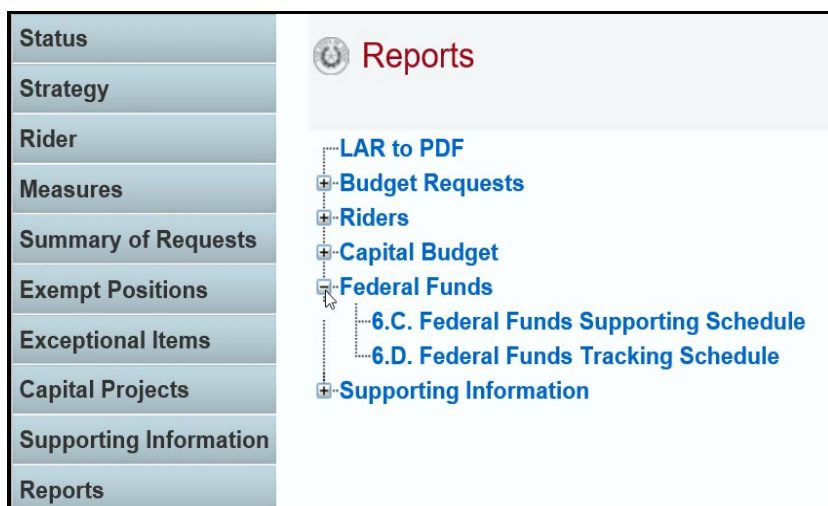 Status
Strategy
Rider
Measures
Summary of Requests
Exempt Positions
Exceptional Items
Capital Projects
Supporting Information
Reports
Reports
LAR to PDF
Budget Requests
Riders
Capital Budget
Federal Funds
6.C. Federal Funds Supporting Schedule
6.D. Federal Funds Tracking Schedule
Supporting Information